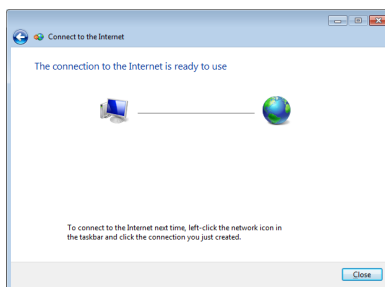 Connect to the Internet
The connection to the Internet is ready to use
To connect to the Internet next time, left-click the network icon in
the taskbar and click the connection you just created.
Close